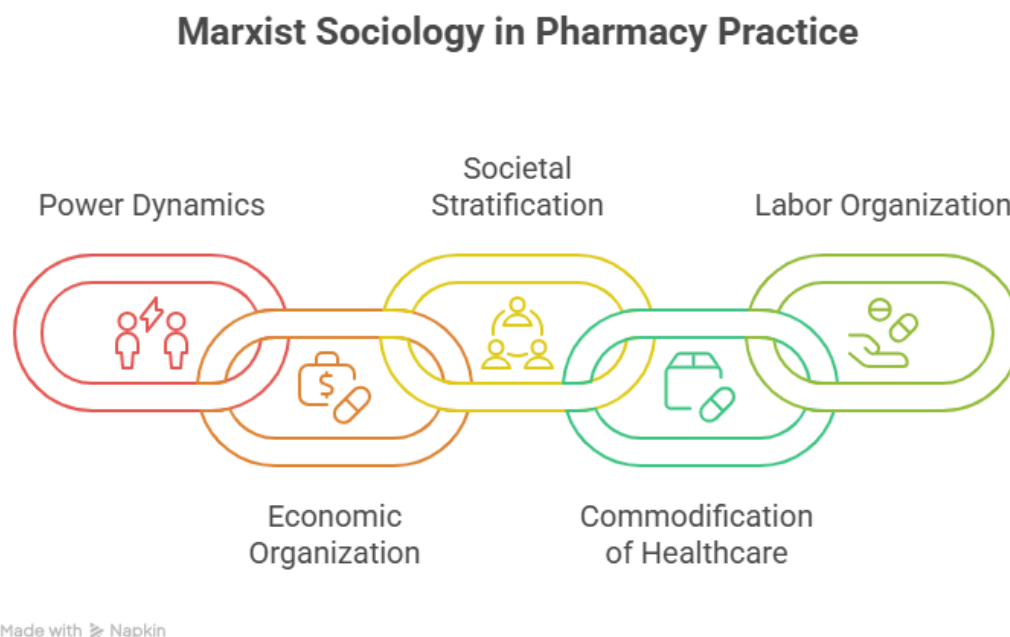 Marxist Sociology in Pharmacy Practice
Power Dynamics
Societal
Stratification
Labor Organization
$
Economic
Organization
Commodification
of Healthcare
Made with Napkin